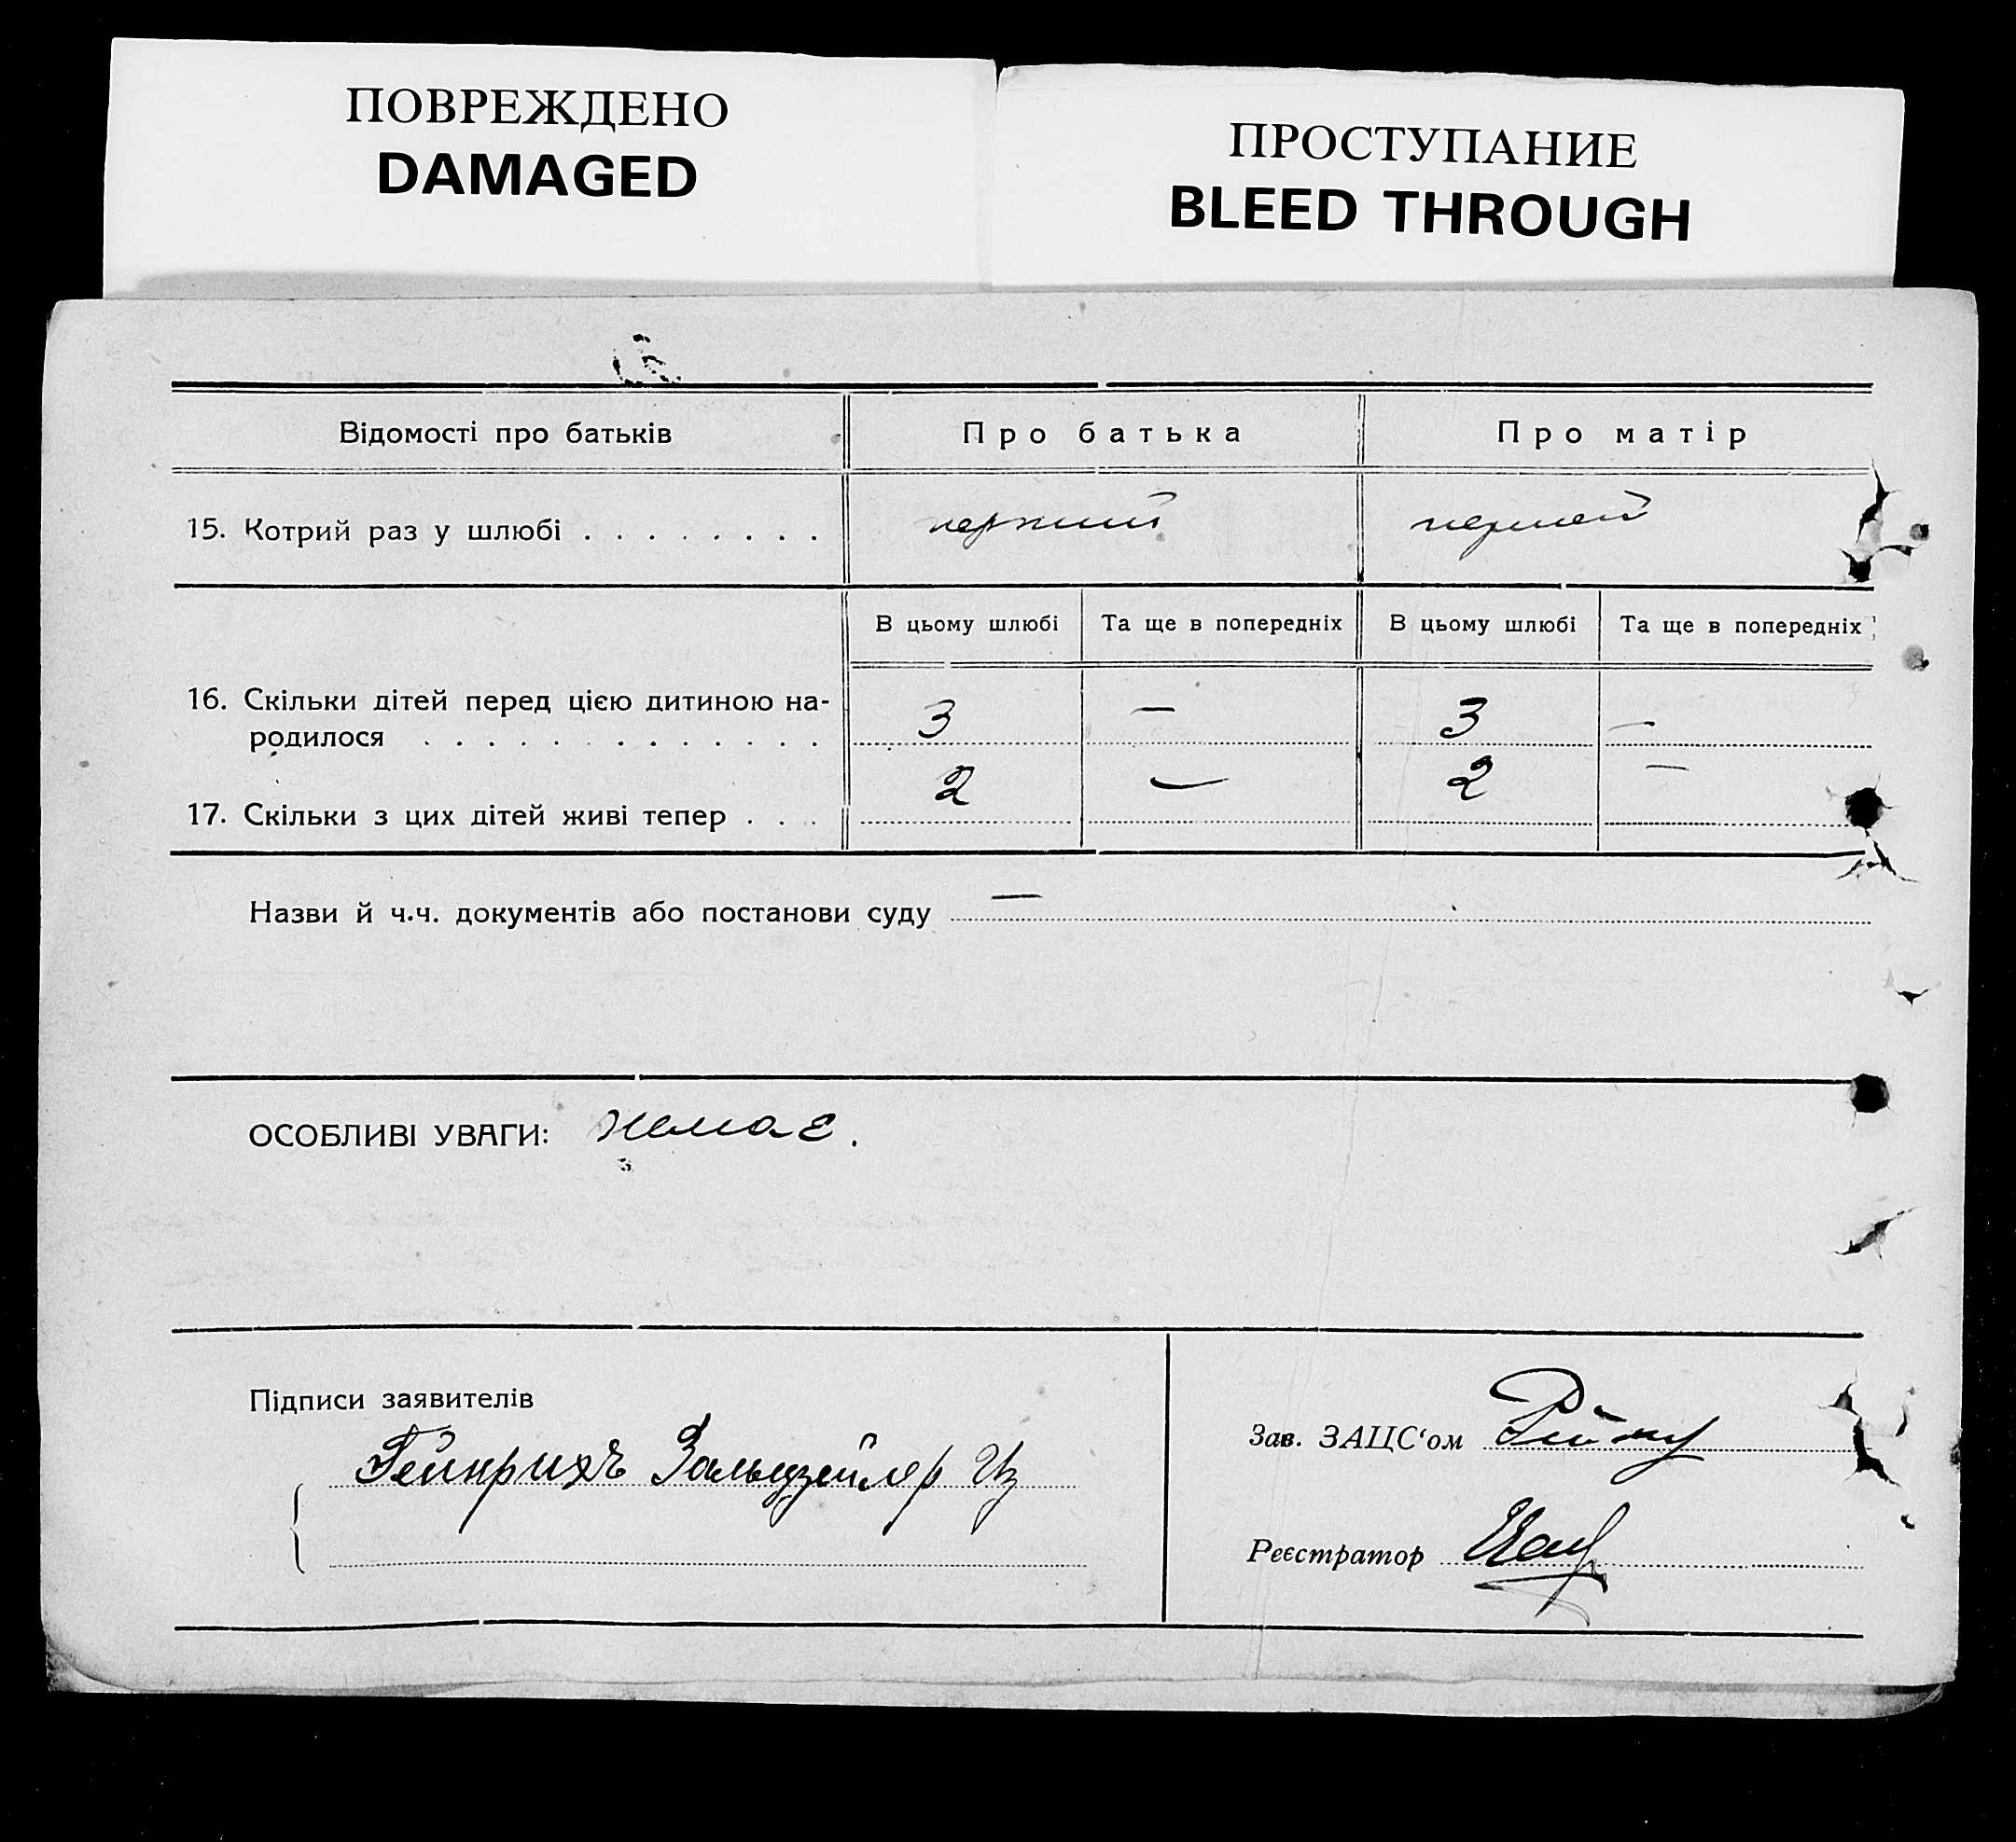 ПОВРЕЖДЕНО
DAMAGED
ПРОСТУПАНИЕ
BLEED THROUGH
Відомості про батьків Про батька Про матір
15. Котрий раз у шлюбі . . . . . . . . перший перший
В цьому шлюбі Та ще в попередніх В цьому шлюбі Та ще в попередніх
16. Скільки дітей перед цією дитиною на-
родилося . . . . . . . . . . . . . 3 — 3 —
17. Скільки з цих дітей живі тепер . . . 2 — 2 —
Назви й ч.ч. документів або постанови суду —
ОСОБЛИВІ УВАГИ: немає.
Підписи заявителів
Гейнрихъ Зальцзейлер
Зав. ЗАЦС‘ом
Реєстратор